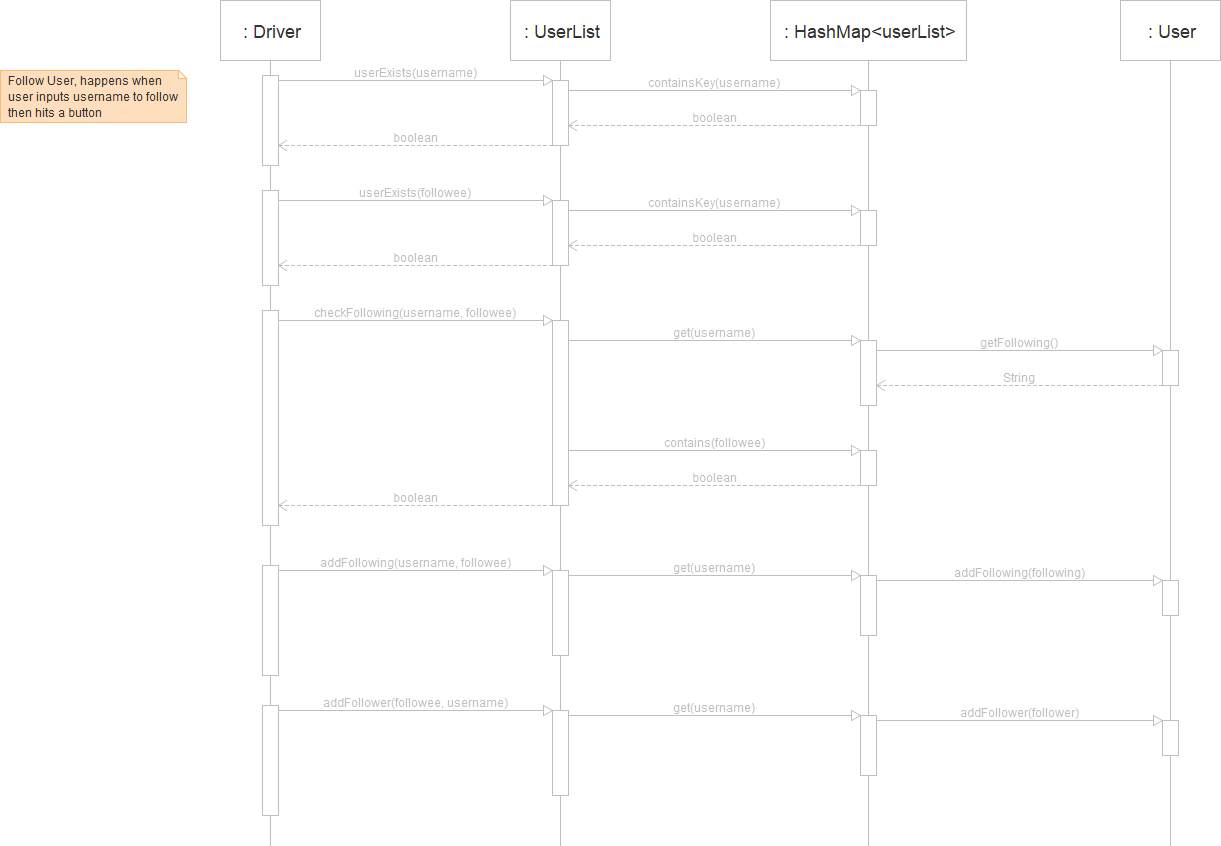 : Driver
: UserList
: HashMap<userList>
: User
Follow User, happens when
user inputs username to follow
then hits a button
userExists(username)
containsKey(username)
boolean
boolean
userExists(followee)
containsKey(username)
boolean
boolean
checkFollowing(username, followee)
get(username)
getFollowing()
String
contains(followee)
boolean
boolean
addFollowing(username, followee)
get(username)
addFollowing(following)
addFollower(followee, username)
get(username)
addFollower(follower)